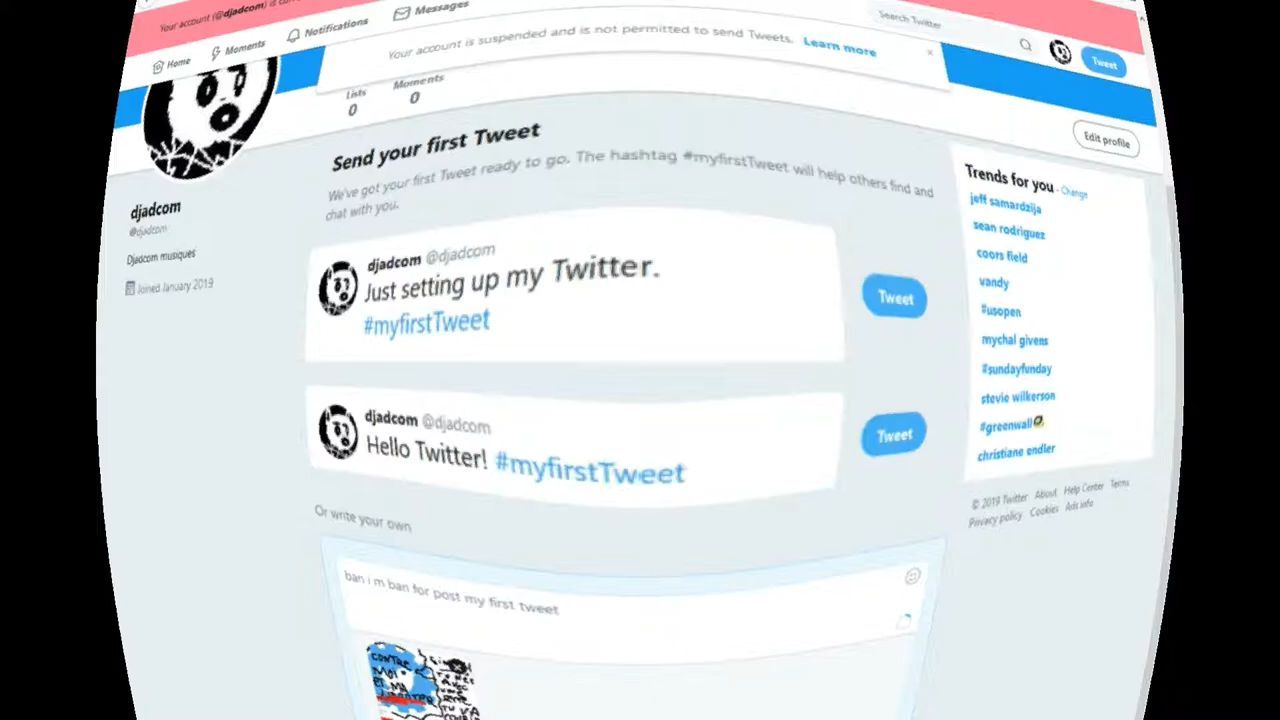 Your account (@djadcom) is
Home
Moments
Notifications
Messages
Search Twitter
Tweet
Your account is suspended and is not permitted to send Tweets. Learn more
Lists
0
Moments
0
Edit profile
djadcom
@djadcom
Djadcom musiques
Joined January 2019
Send your first Tweet
We've got your first Tweet ready to go. The hashtag #myfirstTweet will help others find and
chat with you.
djadcom @djadcom
Just setting up my Twitter.
#myfirstTweet
Tweet
djadcom @djadcom
Hello Twitter! #myfirstTweet
Tweet
Or write your own
ban i m ban for post my first tweet
CONTRE
MOI
ET MA
Trends for you - Change
jeff samardzija
sean rodriguez
coors field
vandy
#usopen
mychal givens
#sundayfunday
stevie wilkerson
#greenwall
christiane endler
© 2019 Twitter About Help Center Terms
Privacy policy Cookies Ads info